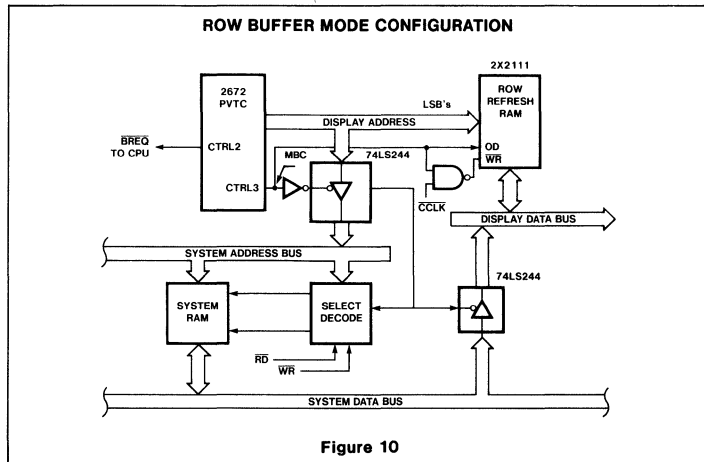 ROW BUFFER MODE CONFIGURATION
2X2111
2672
PVTC
ROW
REFRESH
RAM
LSB's
DISPLAY ADDRESS
BREQ
TO CPU
CTRL2
MBC
74LS244
OD
WR
CTRL3
CCLK
DISPLAY DATA BUS
SYSTEM ADDRESS BUS
74LS244
SYSTEM
RAM
SELECT
DECODE
RD
WR
SYSTEM DATA BUS
Figure 10